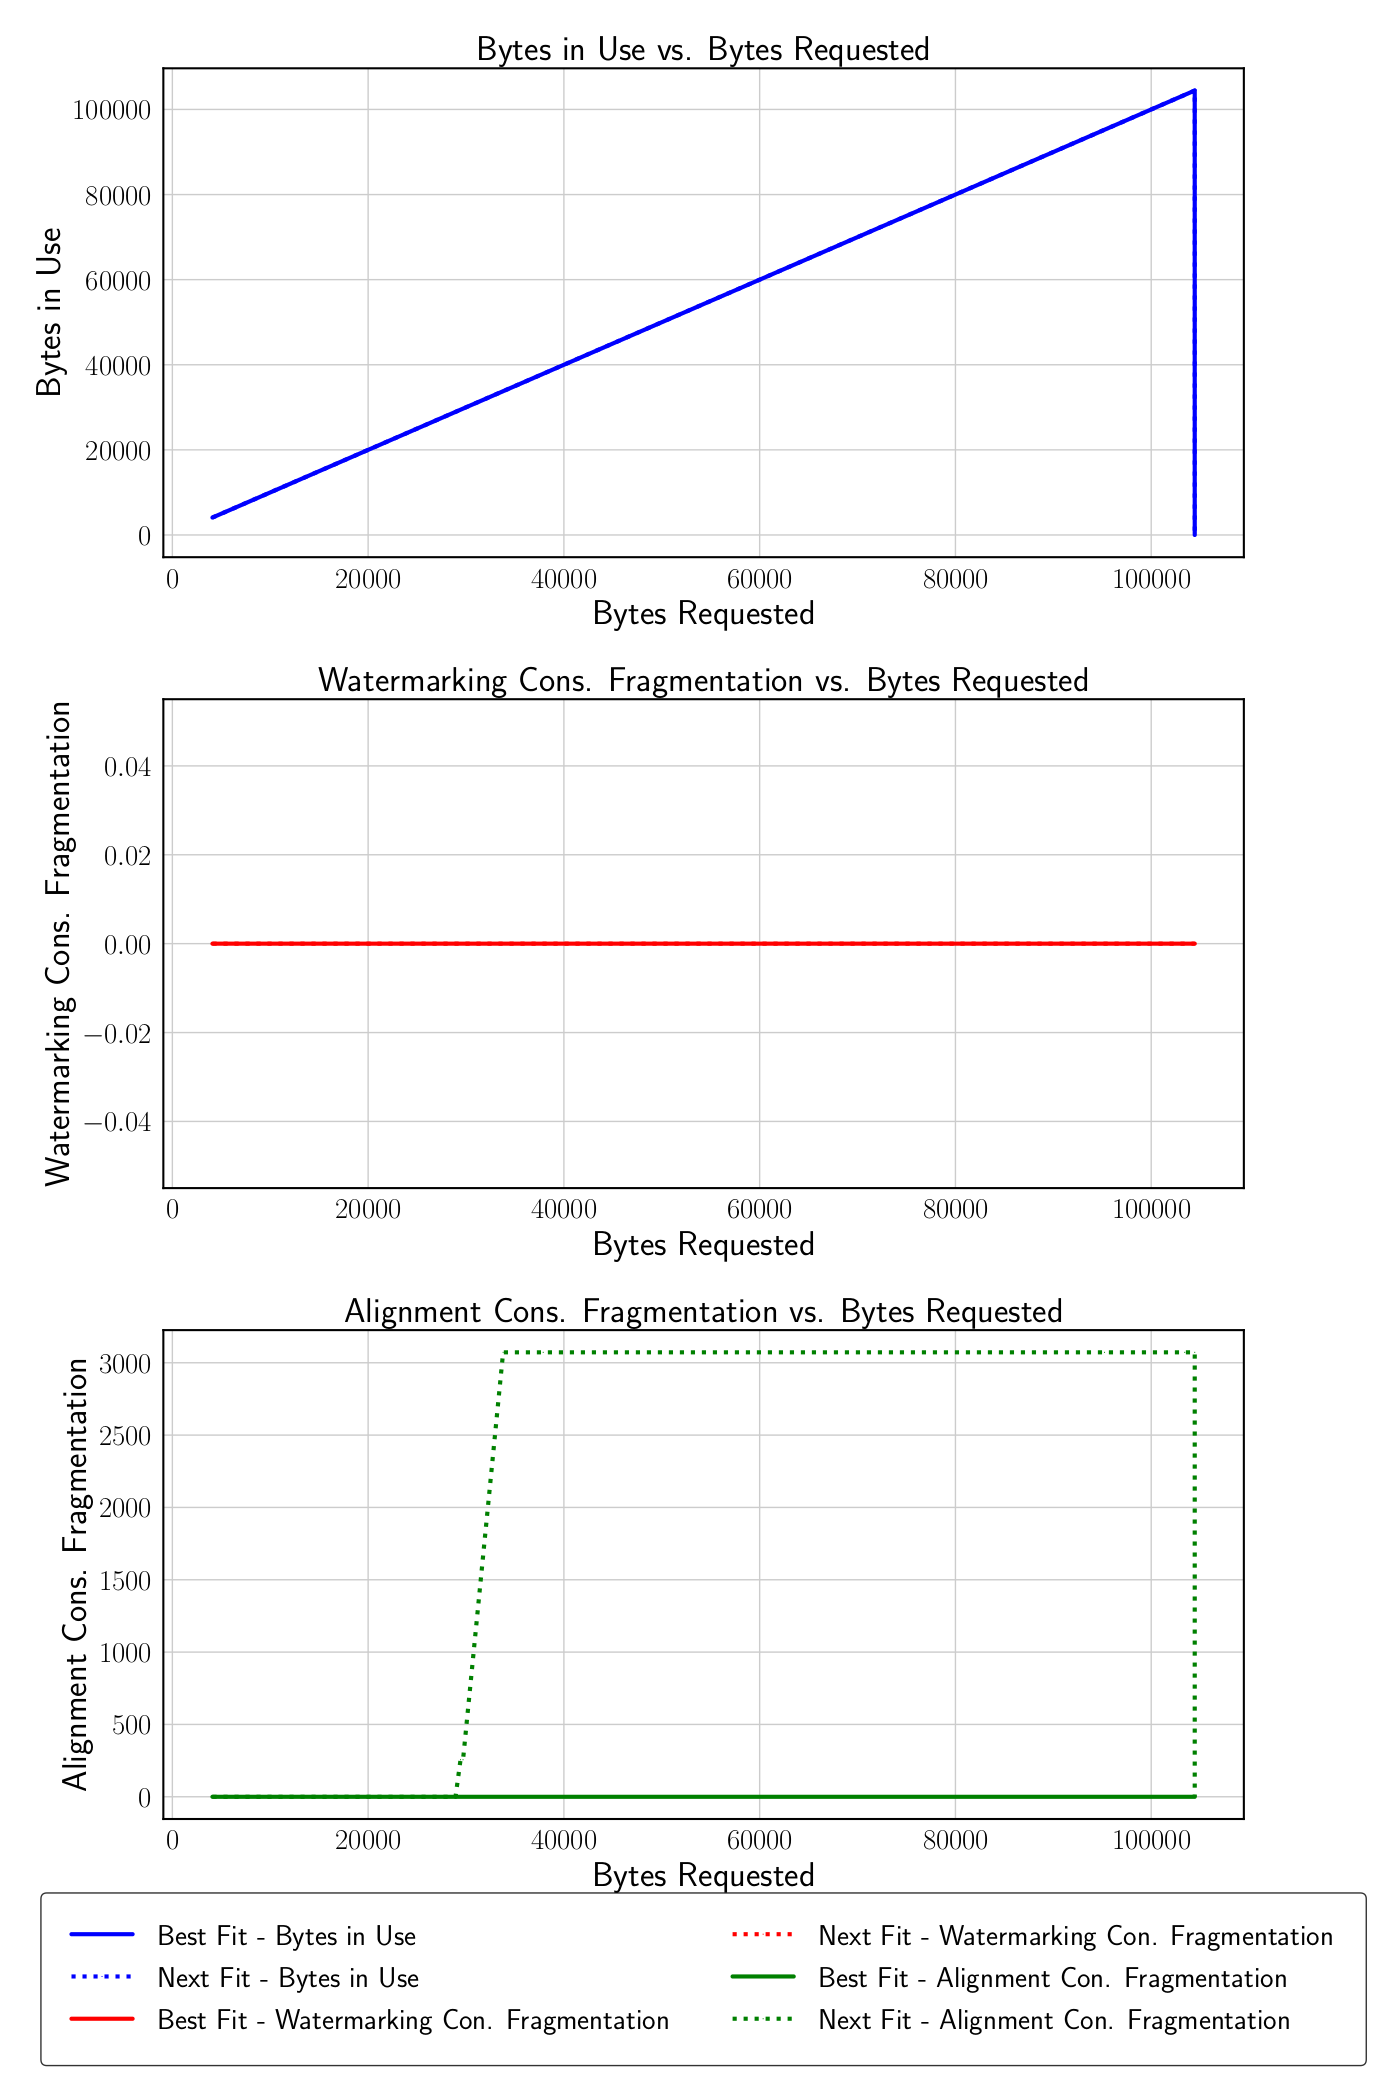 Bytes in Use vs. Bytes Requested
Bytes in Use
100000
80000
60000
40000
20000
0
0 20000 40000 60000 80000 100000
Bytes Requested
Watermarking Cons. Fragmentation vs. Bytes Requested
Watermarking Cons. Fragmentation
0.04
0.02
0.00
−0.02
−0.04
0 20000 40000 60000 80000 100000
Bytes Requested
Alignment Cons. Fragmentation vs. Bytes Requested
Alignment Cons. Fragmentation
3000
2500
2000
1500
1000
500
0
0 20000 40000 60000 80000 100000
Bytes Requested
Best Fit - Bytes in Use
Next Fit - Bytes in Use
Best Fit - Watermarking Con. Fragmentation
Next Fit - Watermarking Con. Fragmentation
Best Fit - Alignment Con. Fragmentation
Next Fit - Alignment Con. Fragmentation